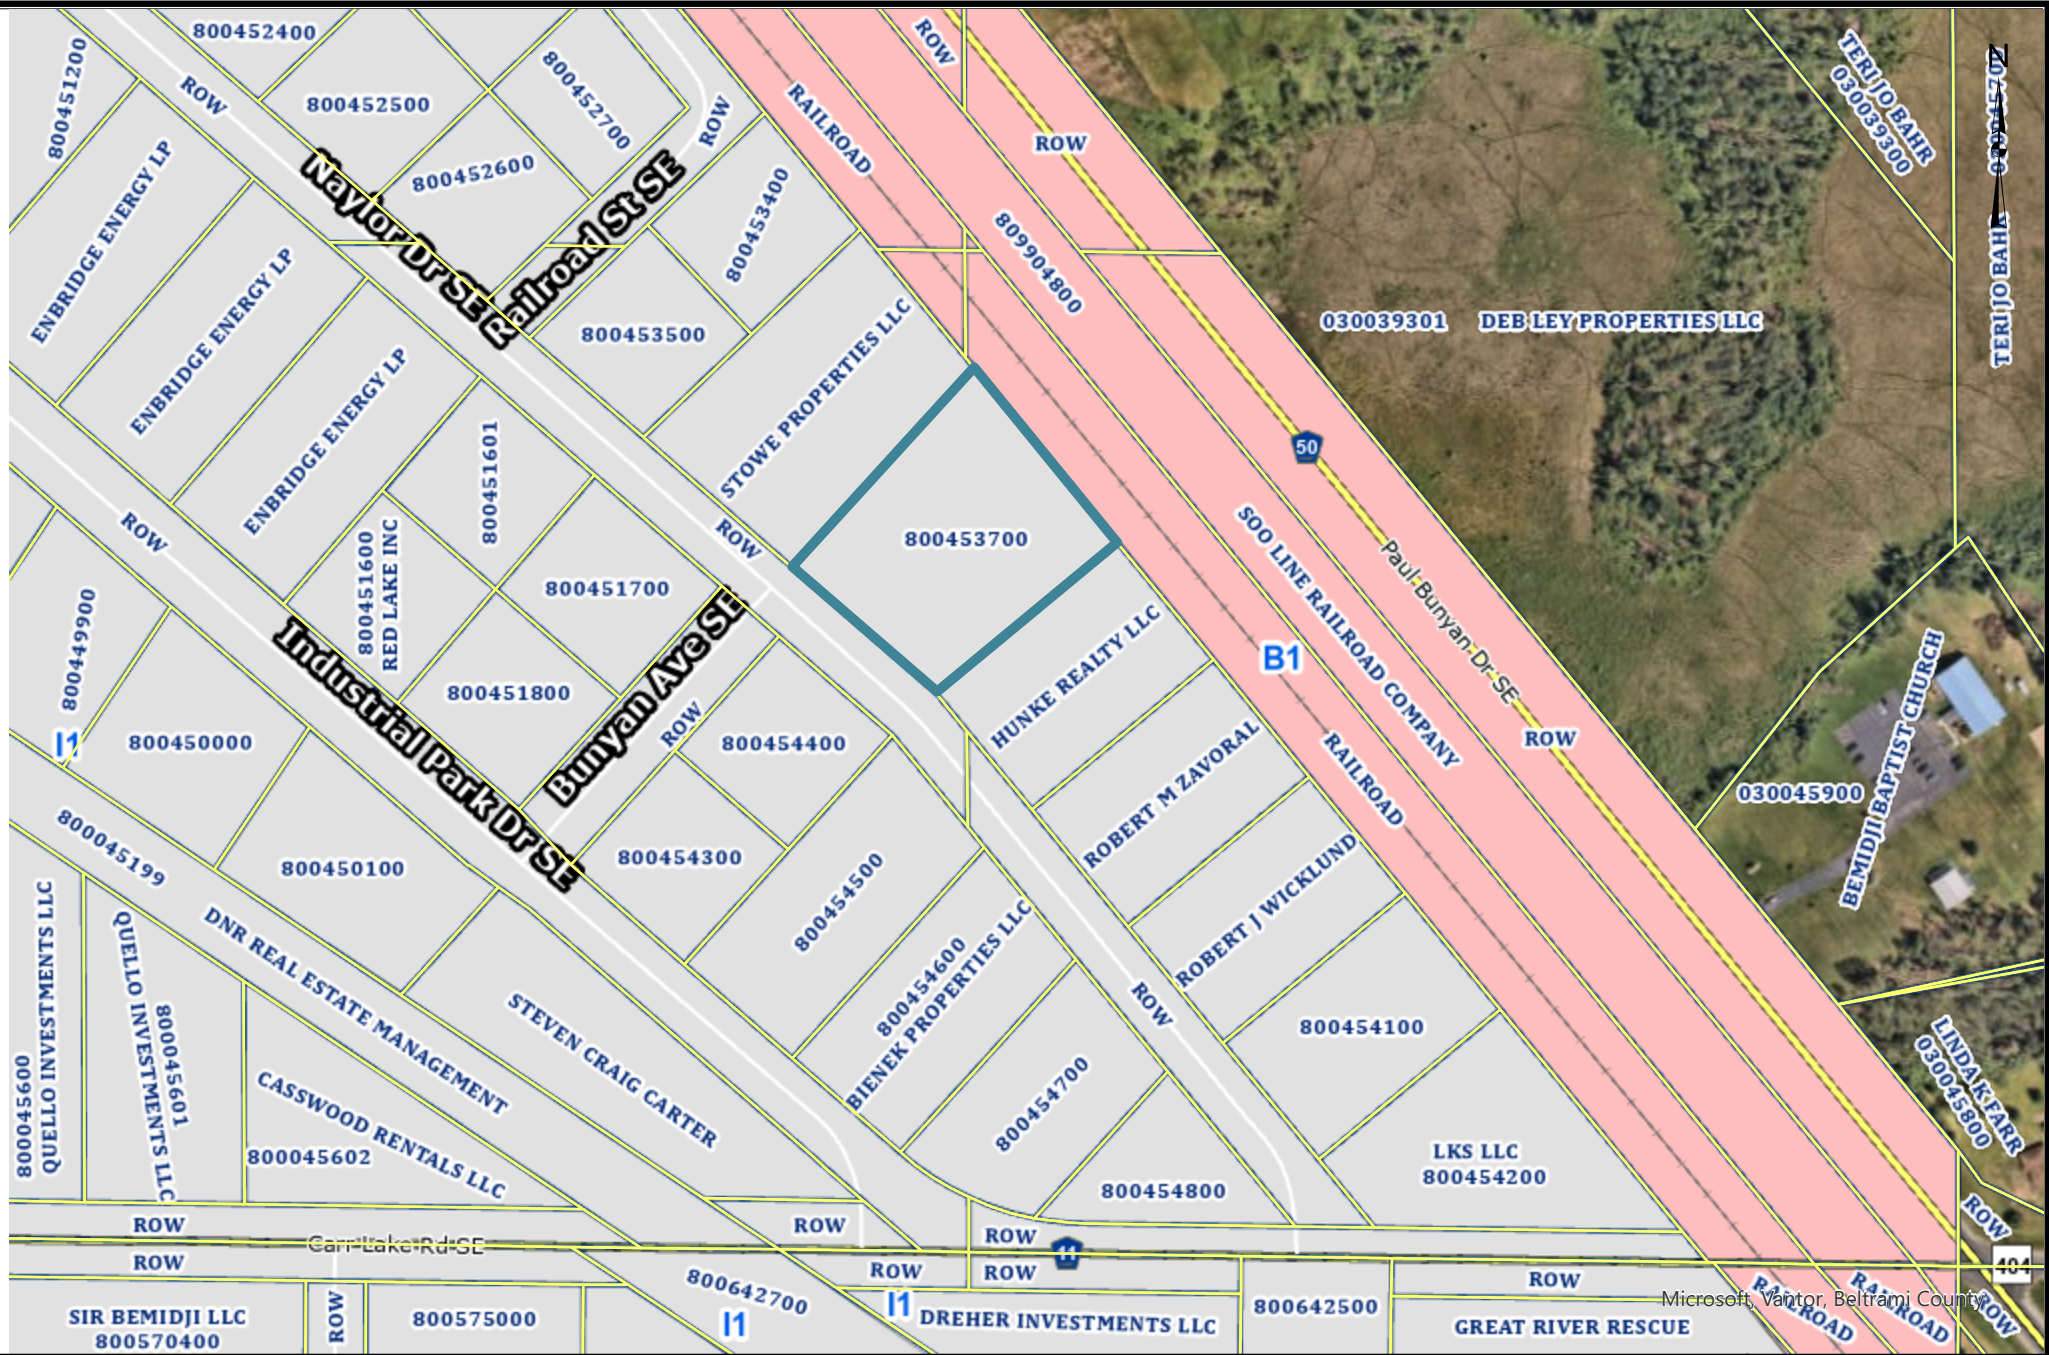 800452400
800451200
ROW
800452500
800452700
ROW
RAILROAD
ROW
ROW
TERI JO BAHR
030039300
N
ENBRIDGE ENERGY LP
Naylor Dr SE
800452600
Railroad St SE
800453400
809904800
TERI JO BAHR
ENBRIDGE ENERGY LP
800453500
STOWE PROPERTIES LLC
030039301
DEB LEY PROPERTIES LLC
ENBRIDGE ENERGY LP
800451601
50
ROW
800451600
RED LAKE INC
ROW
800453700
SOO LINE RAILROAD COMPANY
Paul Bunyan Dr SE
800451700
800449900
Industrial Park Dr SE
800451800
Bunyan Ave SE
ROW
HUNKE REALTY LLC
B1
I1
800450000
800454400
ROBERT M ZAVORAL
RAILROAD
ROW
030045900
BEMIDJI BAPTIST CHURCH
800045199
800450100
800454300
800454500
ROBERT J WICKLUND
800045600
QUELLO INVESTMENTS LLC
800045601
QUELLO INVESTMENTS LLC
DNR REAL ESTATE MANAGEMENT
STEVEN CRAIG CARTER
800454600
BIENEK PROPERTIES LLC
ROW
800454100
LINDA K FARR
030045800
CASSWOOD RENTALS LLC
800045602
800454700
LKS LLC
800454200
800454800
ROW
ROW
ROW
ROW
Carr Lake Rd SE
11
ROW
ROW
ROW
ROW
404
SIR BEMIDJI LLC
800570400
ROW
800575000
800642700
I1
I1
DREHER INVESTMENTS LLC
800642500
GREAT RIVER RESCUE
RAILROAD
RAILROAD
ROW
Microsoft, Vantor, Beltrami County